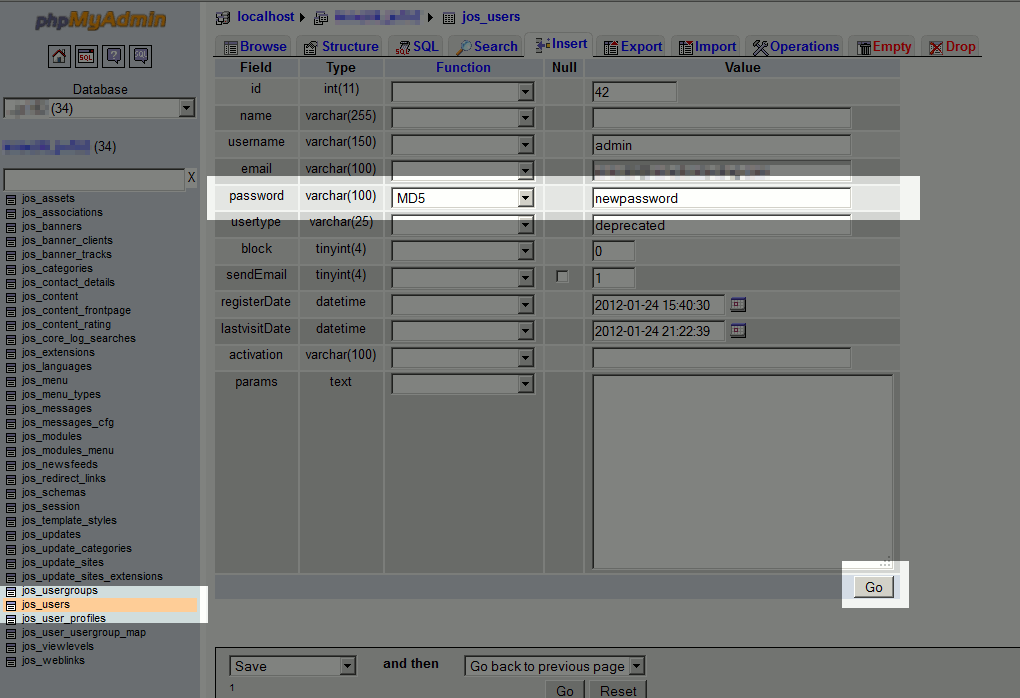 phpMyAdmin
localhost jos_users
Browse Structure SQL Search Insert Export Import Operations Empty Drop
SQL
Database
(34)
(34)
X
jos_assets
jos_associations
jos_banners
jos_banner_clients
jos_banner_tracks
jos_categories
jos_contact_details
jos_content
jos_content_frontpage
jos_content_rating
jos_core_log_searches
jos_extensions
jos_languages
jos_menu
jos_menu_types
jos_messages
jos_messages_cfg
jos_modules
jos_modules_menu
jos_newsfeeds
jos_redirect_links
jos_schemas
jos_session
jos_template_styles
jos_updates
jos_update_categories
jos_update_sites
jos_update_sites_extensions
jos_usergroups
jos_users
jos_user_profiles
jos_user_usergroup_map
jos_viewlevels
jos_weblinks
Field Type Function Null Value
id int(11) 42
name varchar(255)
username varchar(150) admin
email varchar(100)
password varchar(100) MD5 newpassword
usertype varchar(25) deprecated
block tinyint(4) 0
sendEmail tinyint(4) 1
registerDate datetime 2012-01-24 15:40:30
lastvisitDate datetime 2012-01-24 21:22:39
activation varchar(100)
params text
Go
Save and then Go back to previous page
1
Go Reset